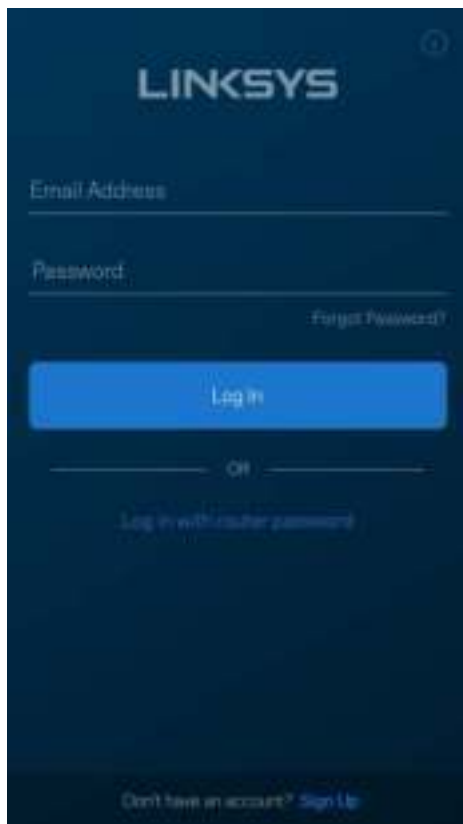 LINKSYS
Email Address
Password
Forgot Password?
Log In
OR
Log in with router password
Don't have an account? Sign Up